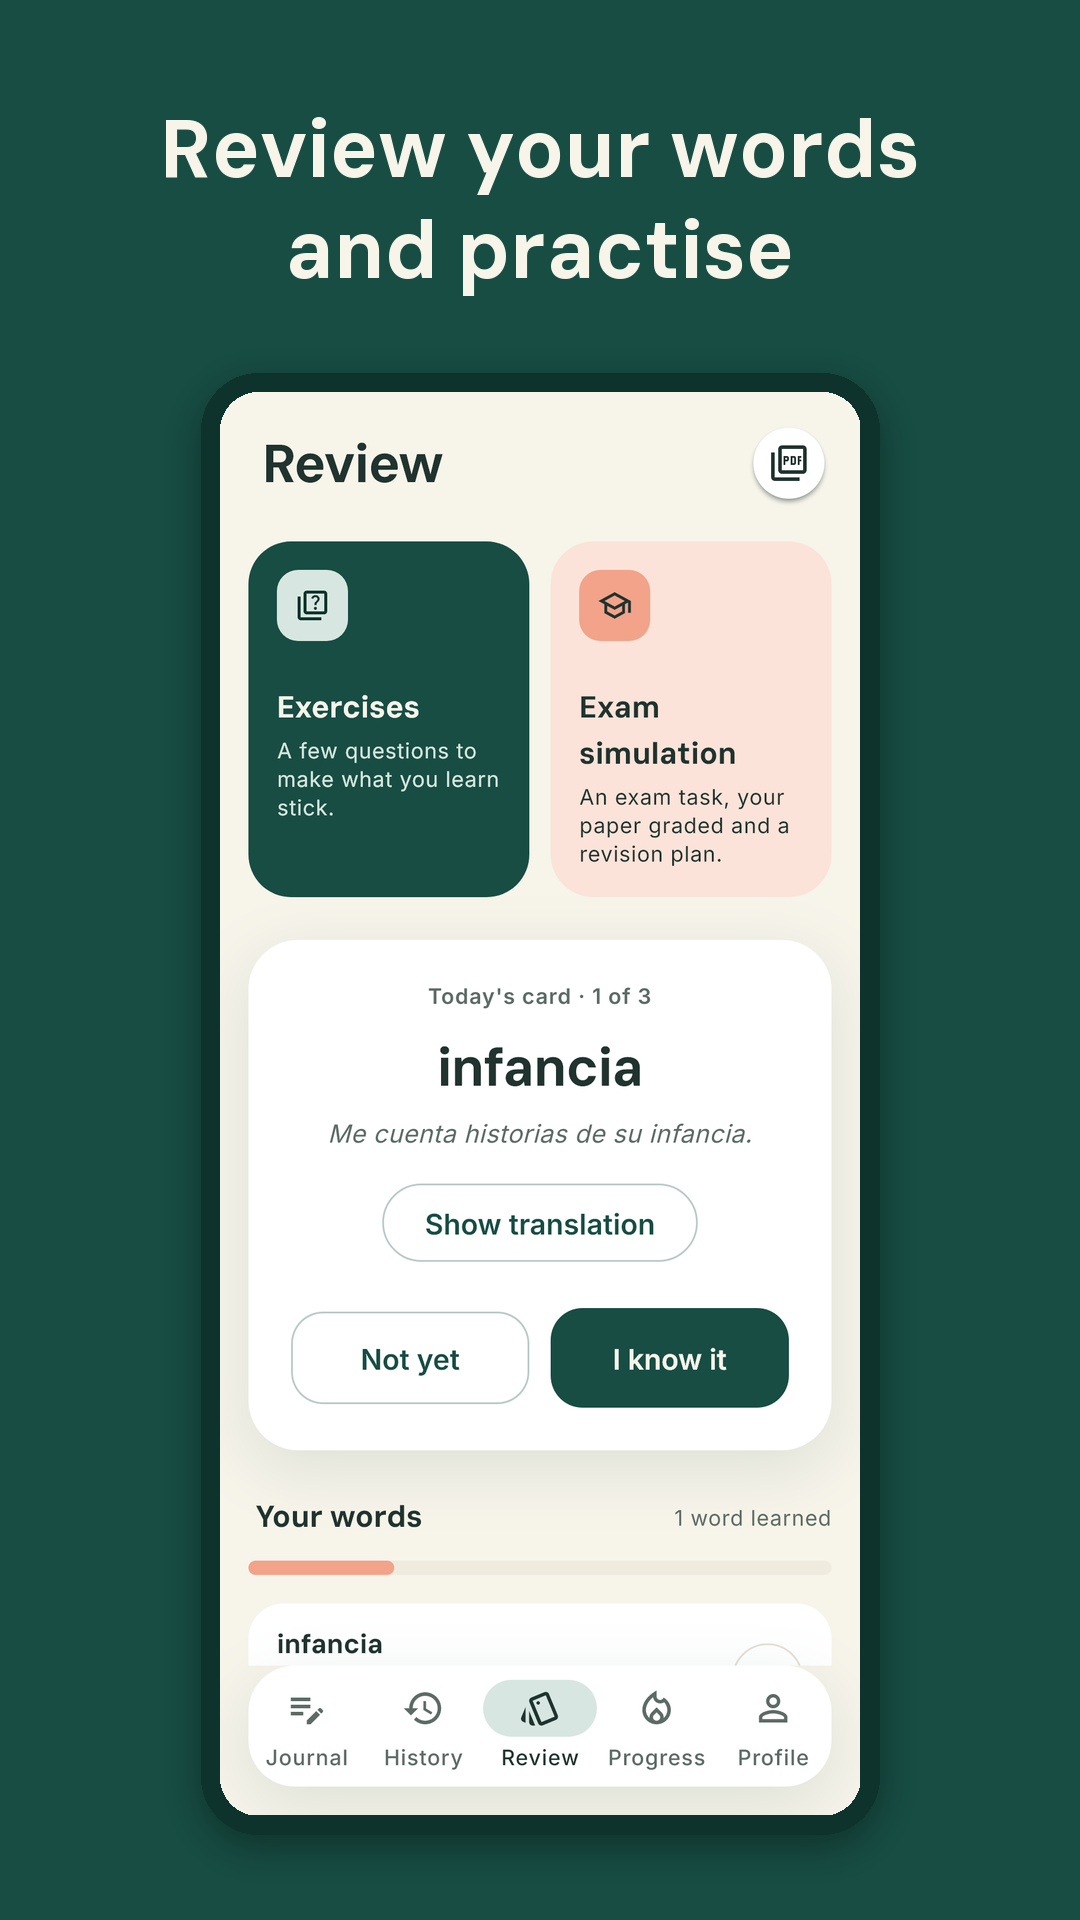 Review your words
and practise
Review
PDF
Exercises
A few questions to
make what you learn
stick.
Exam
simulation
An exam task, your
paper graded and a
revision plan.
Today's card · 1 of 3
infancia
Me cuenta historias de su infancia.
Show translation
Not yet
I know it
Your words
1 word learned
infancia
Journal
History
Review
Progress
Profile